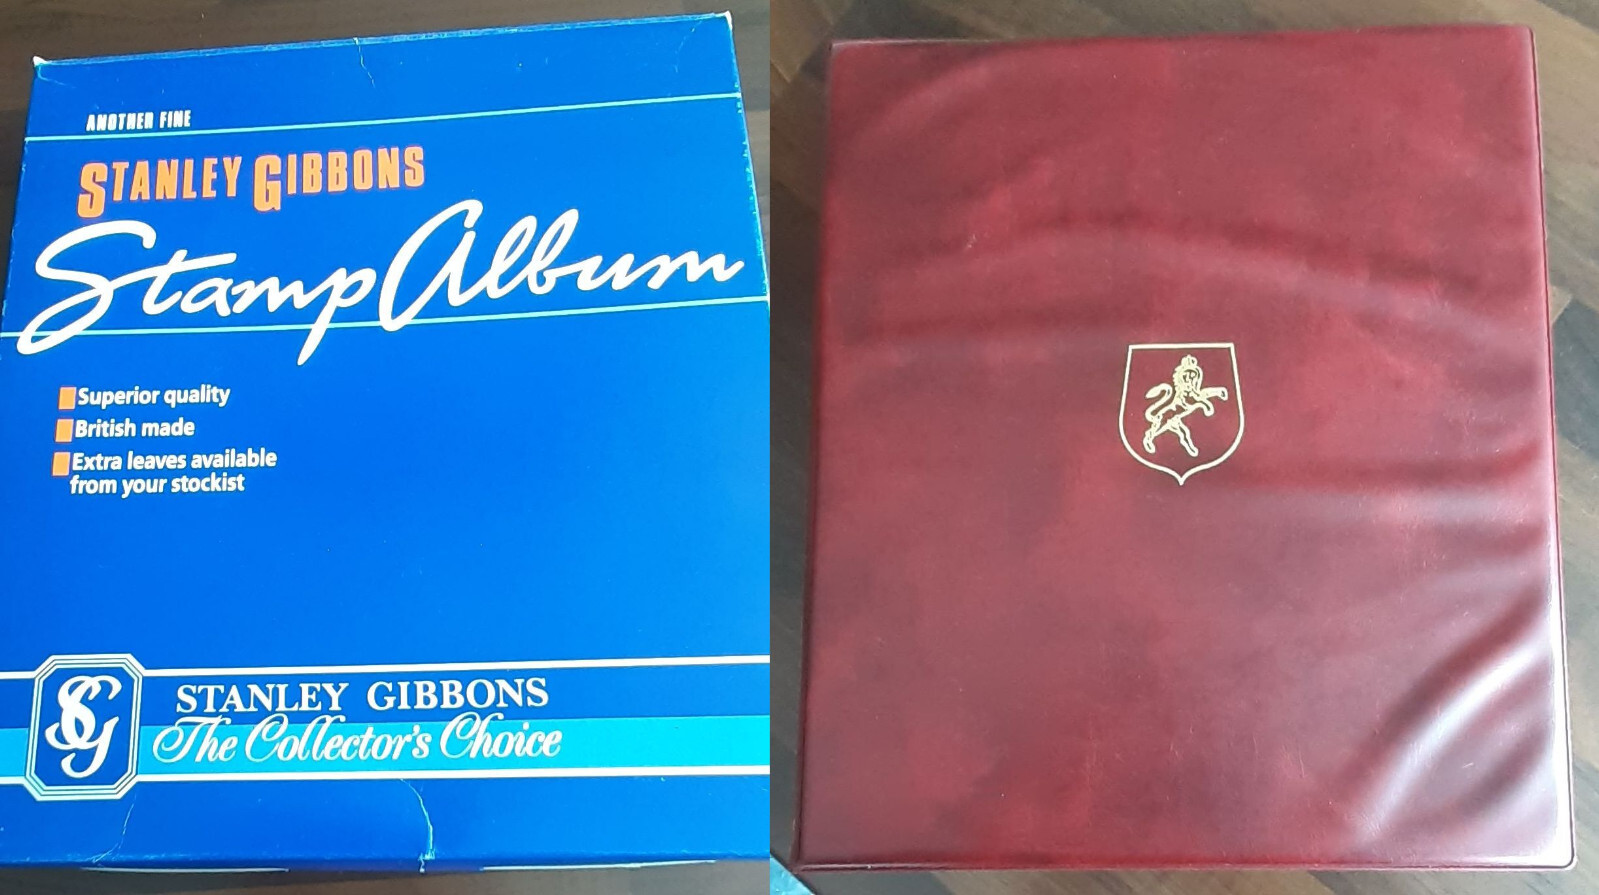 ANOTHER FINE
STANLEY GIBBONS
Stamp Album
Superior quality
British made
Extra leaves available
from your stockist
SG
STANLEY GIBBONS
The Collector's Choice